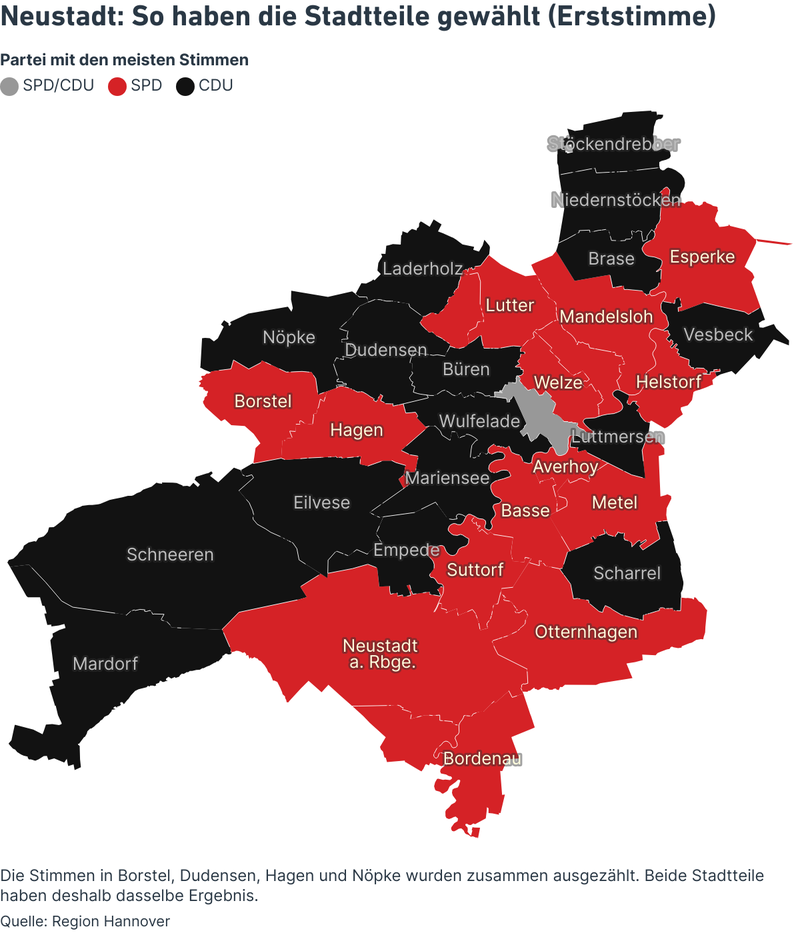 Neustadt: So haben die Stadtteile gewählt (Erststimme)
Partei mit den meisten Stimmen
SPD/CDU SPD CDU
Stöckendrebber
Niedernstöcken
Brase
Esperke
Laderholz
Lutter
Mandelsloh
Vesbeck
Nöpke
Dudensen
Büren
Welze
Helstorf
Borstel
Hagen
Wulfelade
Luttmersen
Averhoy
Mariensee
Eilvese
Basse
Metel
Schneeren
Empede
Suttorf
Scharrel
Otternhagen
Neustadt
a. Rbge.
Mardorf
Bordenau
Die Stimmen in Borstel, Dudensen, Hagen und Nöpke wurden zusammen ausgezählt. Beide Stadtteile
haben deshalb dasselbe Ergebnis.
Quelle: Region Hannover